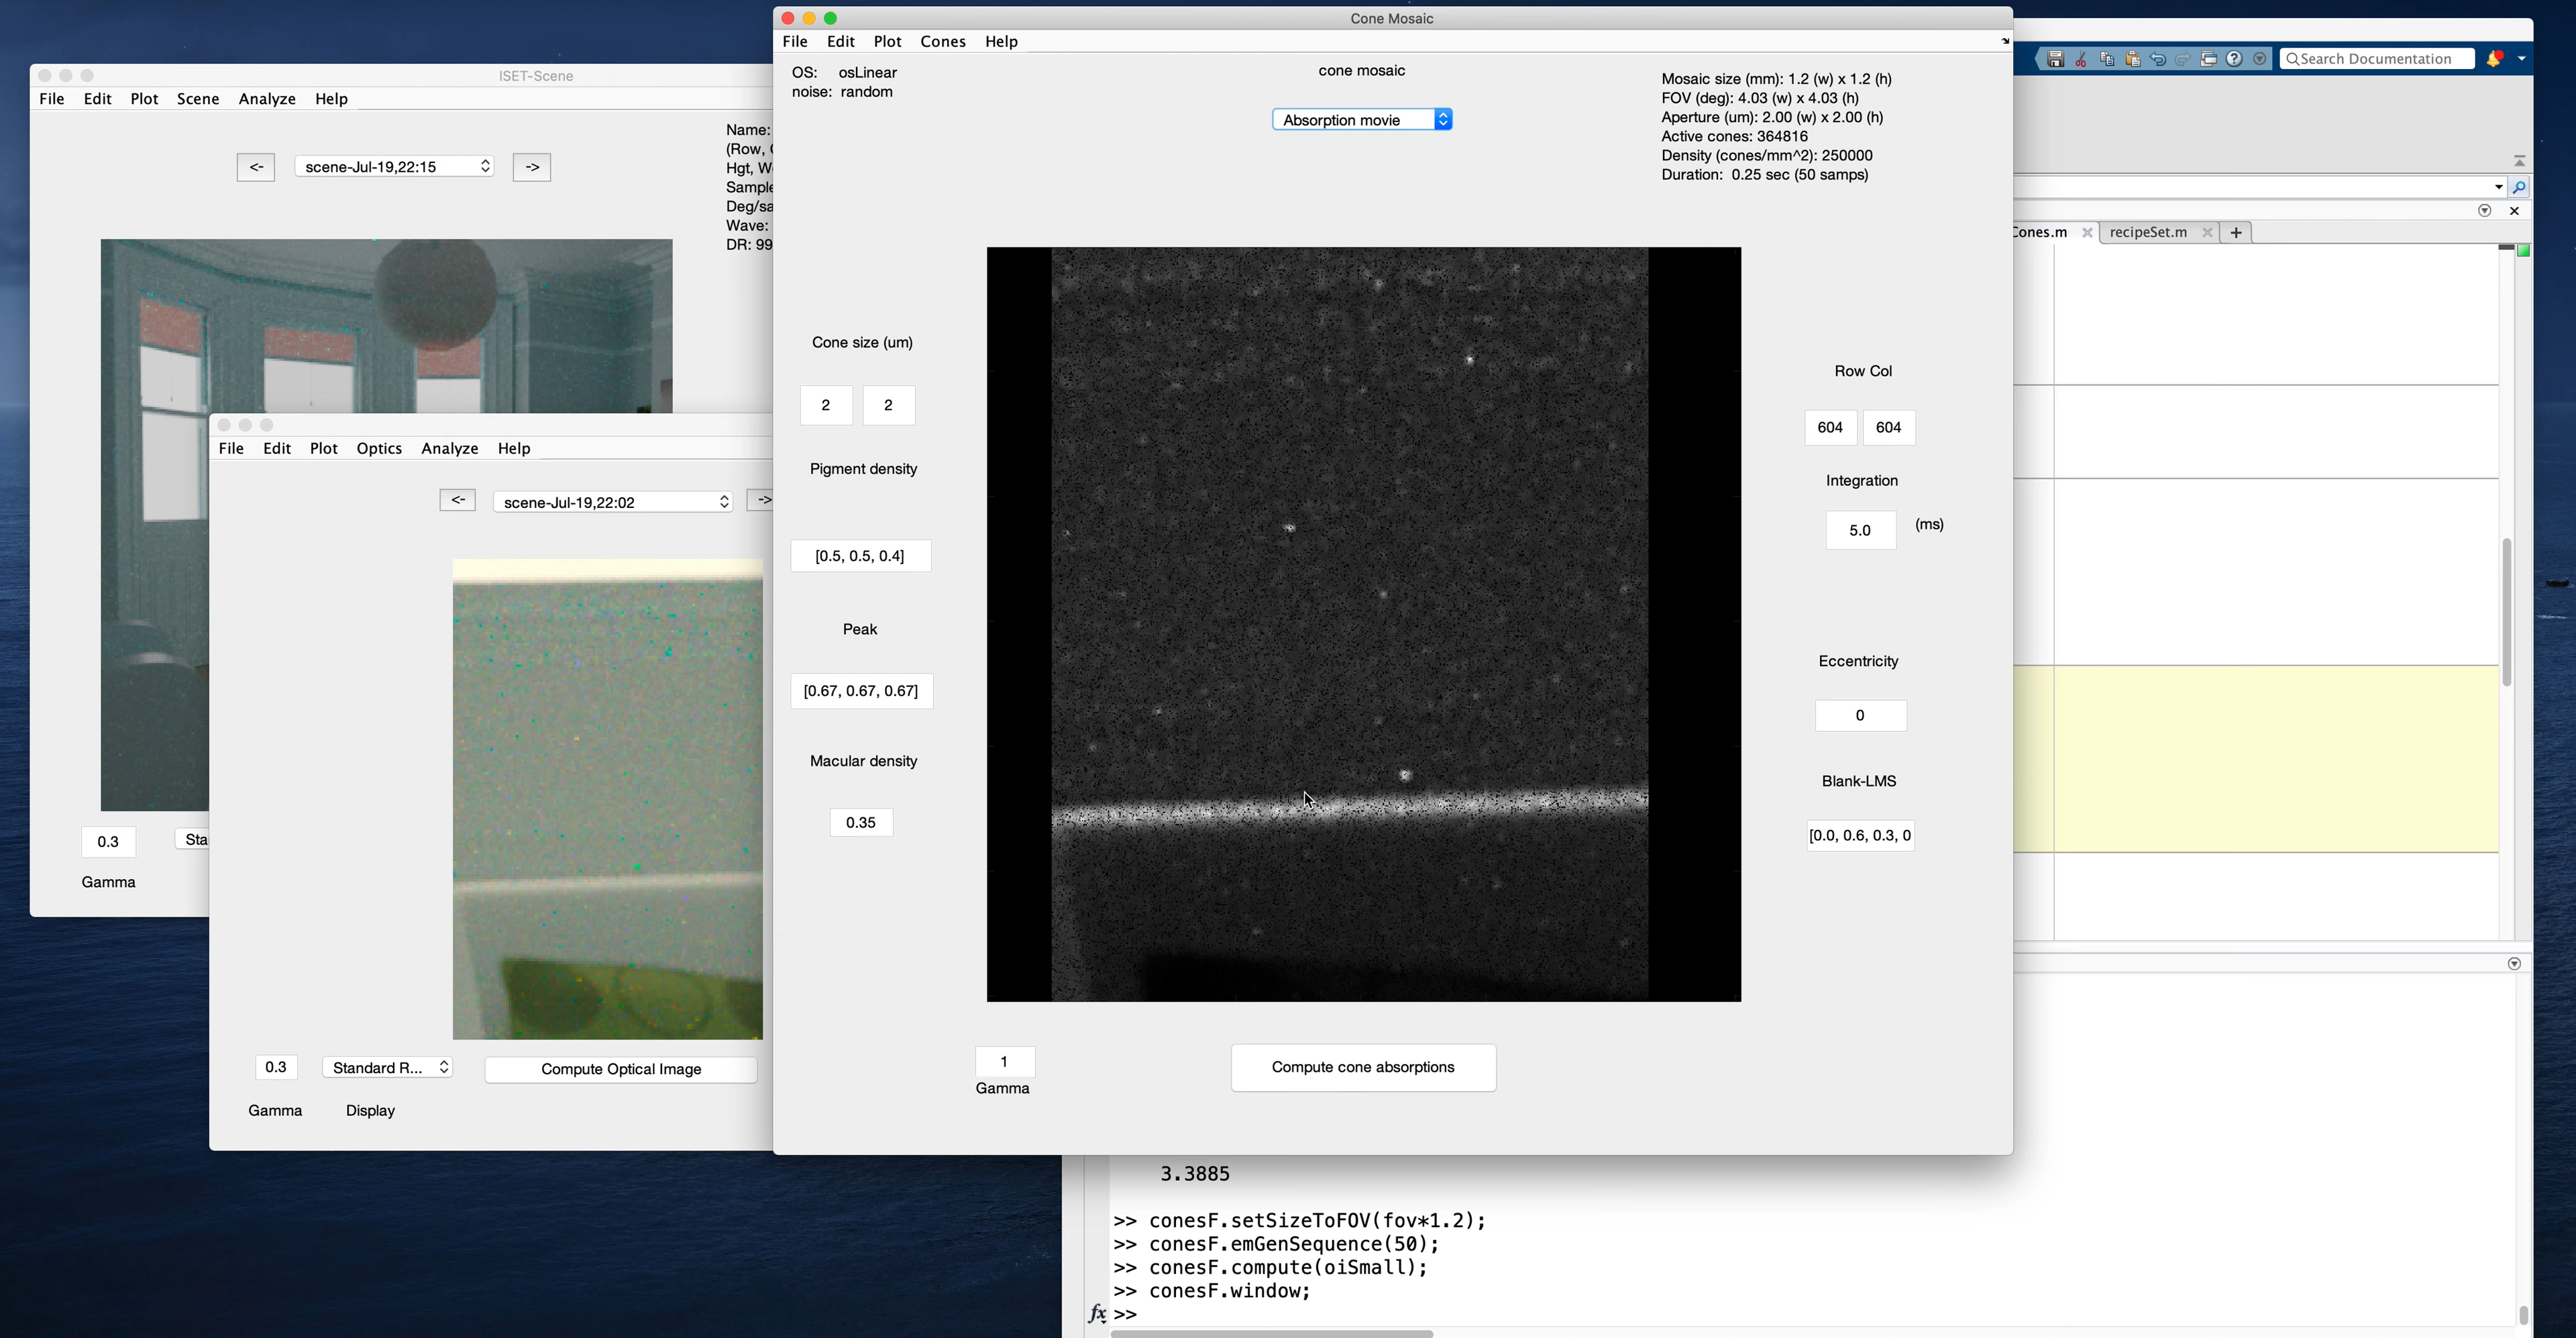 Cone Mosaic
File Edit Plot Cones Help
OS: osLinear
noise: random
cone mosaic
Absorption movie
Mosaic size (mm): 1.2 (w) x 1.2 (h)
FOV (deg): 4.03 (w) x 4.03 (h)
Aperture (um): 2.00 (w) x 2.00 (h)
Active cones: 364816
Density (cones/mm^2): 250000
Duration: 0.25 sec (50 samps)
Cone size (um)
2 2
Pigment density
[0.5, 0.5, 0.4]
Peak
[0.67, 0.67, 0.67]
Macular density
0.35
Row Col
604 604
Integration
5.0 (ms)
Eccentricity
0
Blank-LMS
[0.0, 0.6, 0.3, 0
1
Gamma
Compute cone absorptions
ISET-Scene
File Edit Plot Scene Analyze Help
<- scene-Jul-19,22:15 ->
Name:
(Row,
Hgt, W
Sample
Deg/sa
Wave:
DR: 99
0.3 Sta
Gamma
File Edit Plot Optics Analyze Help
<- scene-Jul-19,22:02 ->
0.3 Standard R... Compute Optical Image
Gamma Display
Search Documentation
Cones.m recipeSet.m +
3.3885
>> conesF.setSizeToFOV(fov*1.2);
>> conesF.emGenSequence(50);
>> conesF.compute(oiSmall);
>> conesF.window;
fx >>